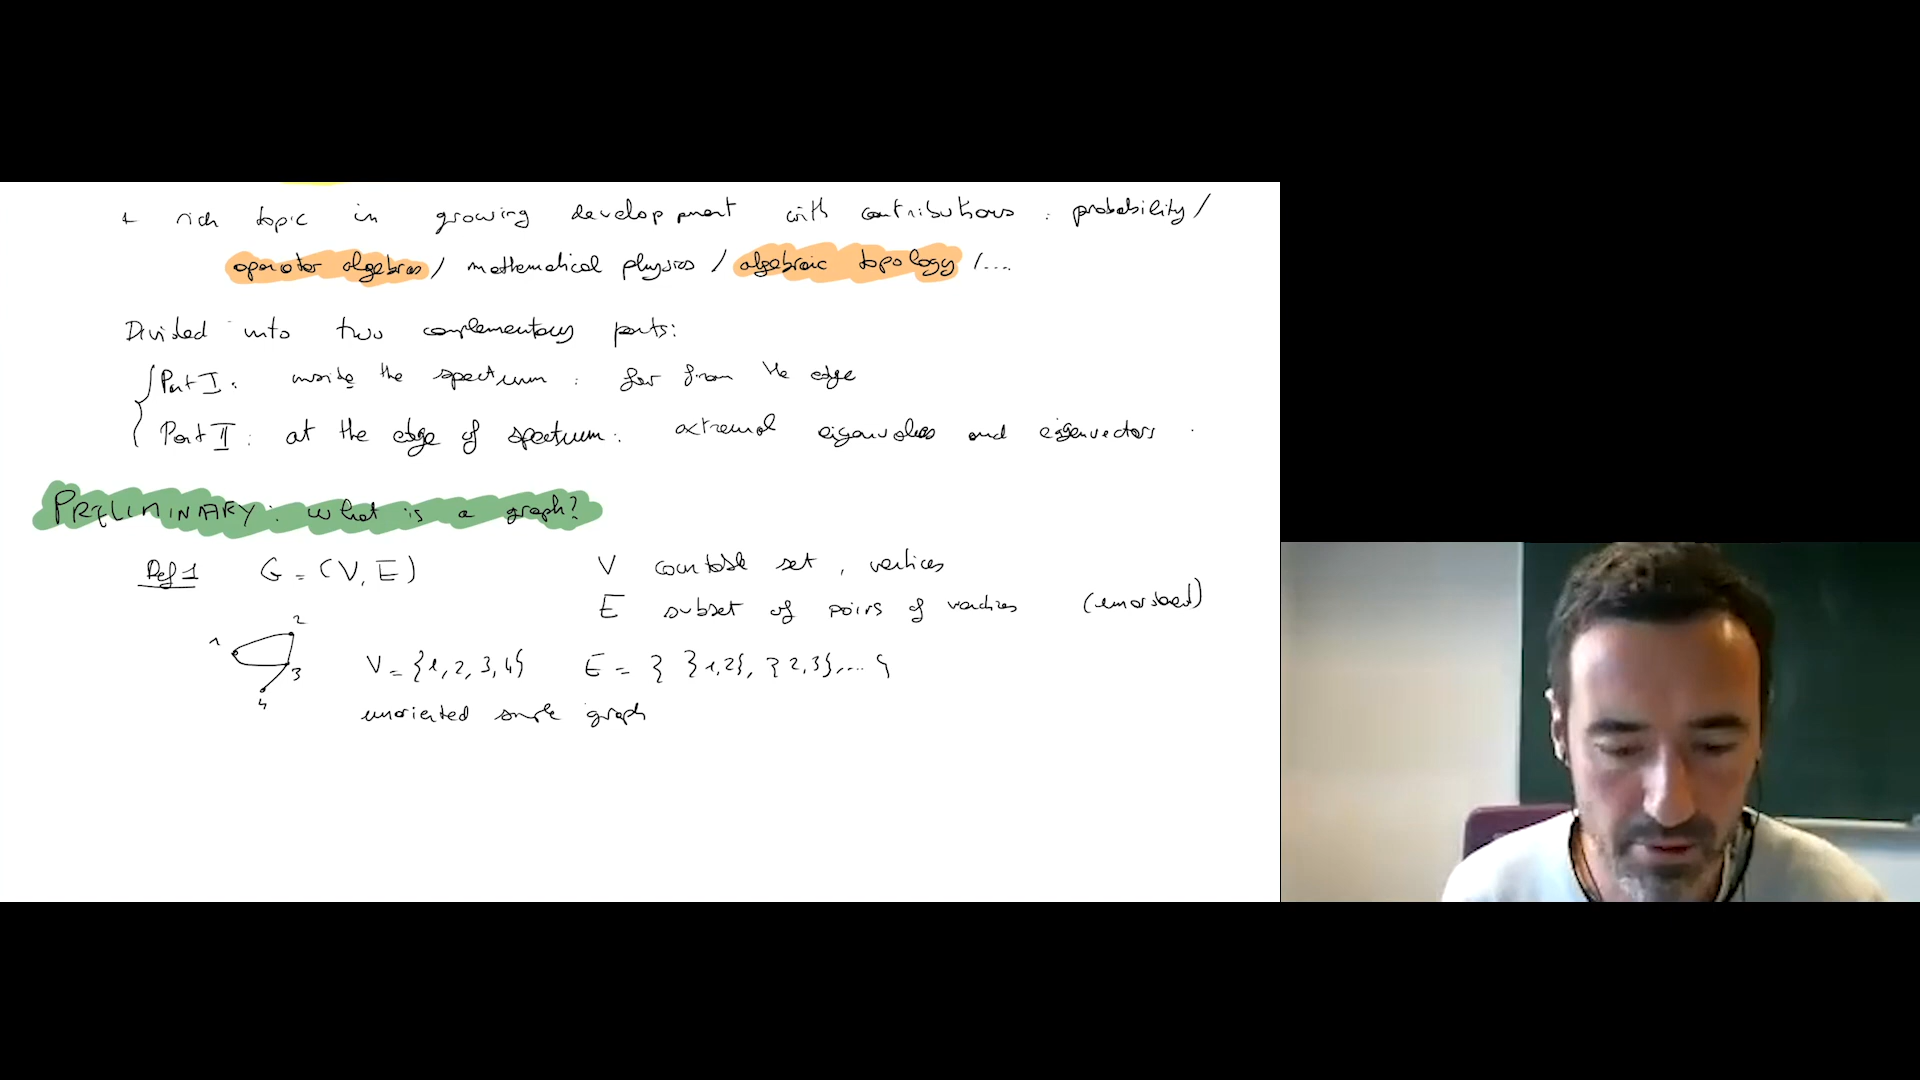 + rich topic in growing development with contributions : probability /
operator algebras / mathematical physics / algebraic topology /....
Divided into two complementary parts:
Part I : inside the spectrum : far from the edge
Part II : at the edge of spectrum : extremal eigenvalues and eigenvectors .
PRELIMINARY : what is a graph?
Def 1 G = (V, E) V countable set , vertices
E subset of pairs of vertices (unordered)
1 2 3 4
V = {1, 2, 3, 4} E = { {1,2}, {2,3}, ... }
unoriented simple graph